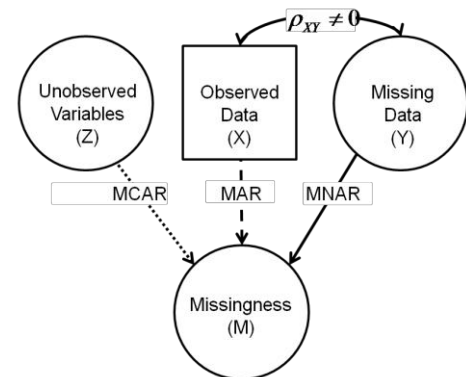 ρXY ≠ 0
Unobserved
Variables
(Z)
Observed
Data
(X)
Missing
Data
(Y)
MCAR
MAR
MNAR
Missingness
(M)